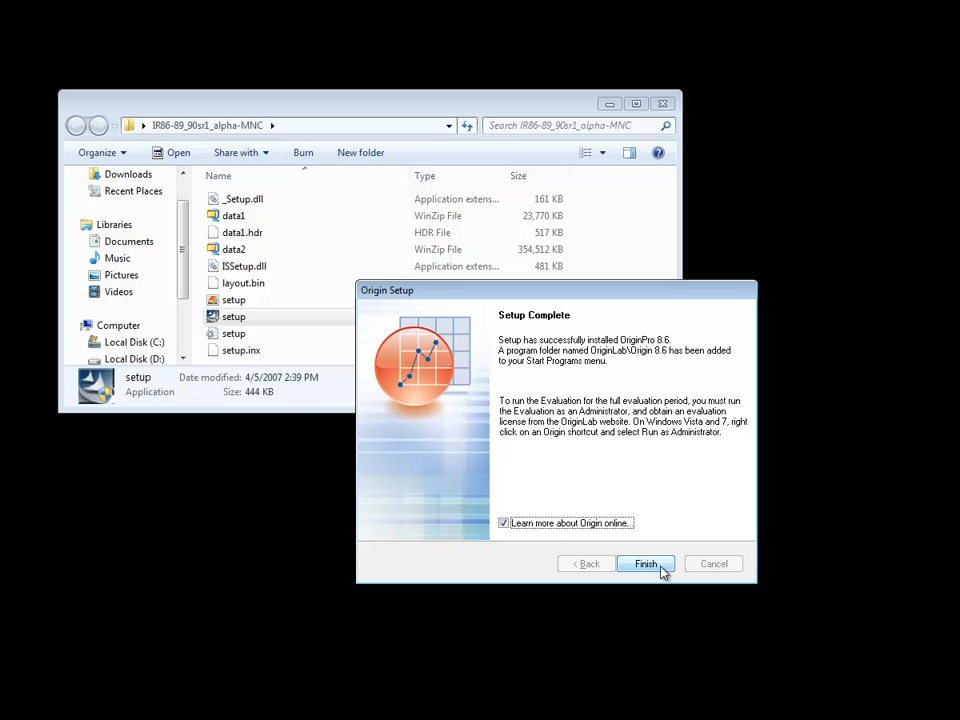 IR86-89_90sr1_alpha-MNC
Search IR86-89_90sr1_alpha-MNC
Organize
Open
Share with
Burn
New folder
Downloads
Recent Places
Libraries
Documents
Music
Pictures
Videos
Computer
Local Disk (C:)
Local Disk (D:)
Name Type Size
_Setup.dll Application extens... 161 KB
data1 WinZip File 23,770 KB
data1.hdr HDR File 517 KB
data2 WinZip File 354,512 KB
ISSetup.dll Application extens... 481 KB
layout.bin
setup
setup
setup
setup.inx
setup Date modified: 4/5/2007 2:39 PM
Application Size: 444 KB
Origin Setup
Setup Complete
Setup has successfully installed OriginPro 8.6.
A program folder named OriginLab\Origin 8.6 has been added
to your Start Programs menu.
To run the Evaluation for the full evaluation period, you must run
the Evaluation as an Administrator, and obtain an evaluation
license from the OriginLab website. On Windows Vista and 7, right
click on an Origin shortcut and select Run as Administrator.
Learn more about Origin online...
< Back
Finish
Cancel